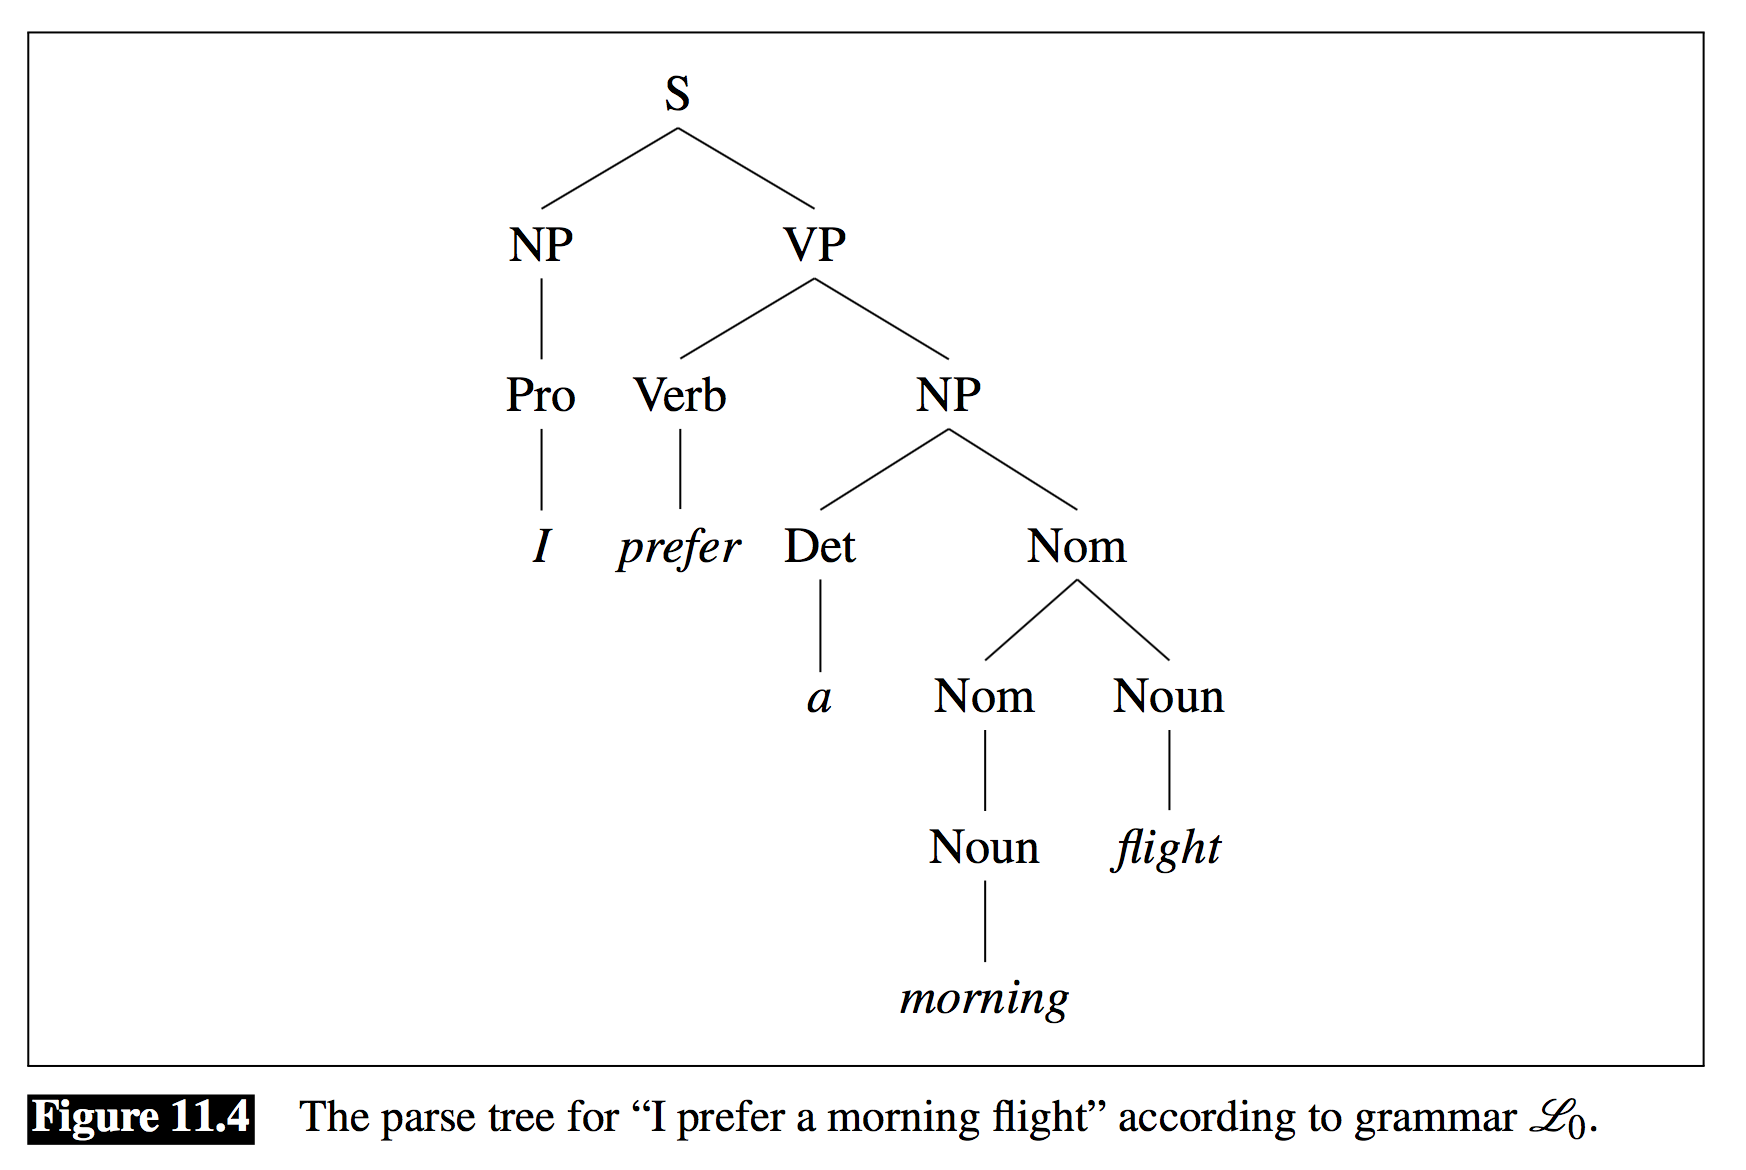 S
NP VP
Pro Verb NP
I prefer Det Nom
a Nom Noun
Noun flight
morning
Figure 11.4 The parse tree for “I prefer a morning flight” according to grammar ℒ₀.